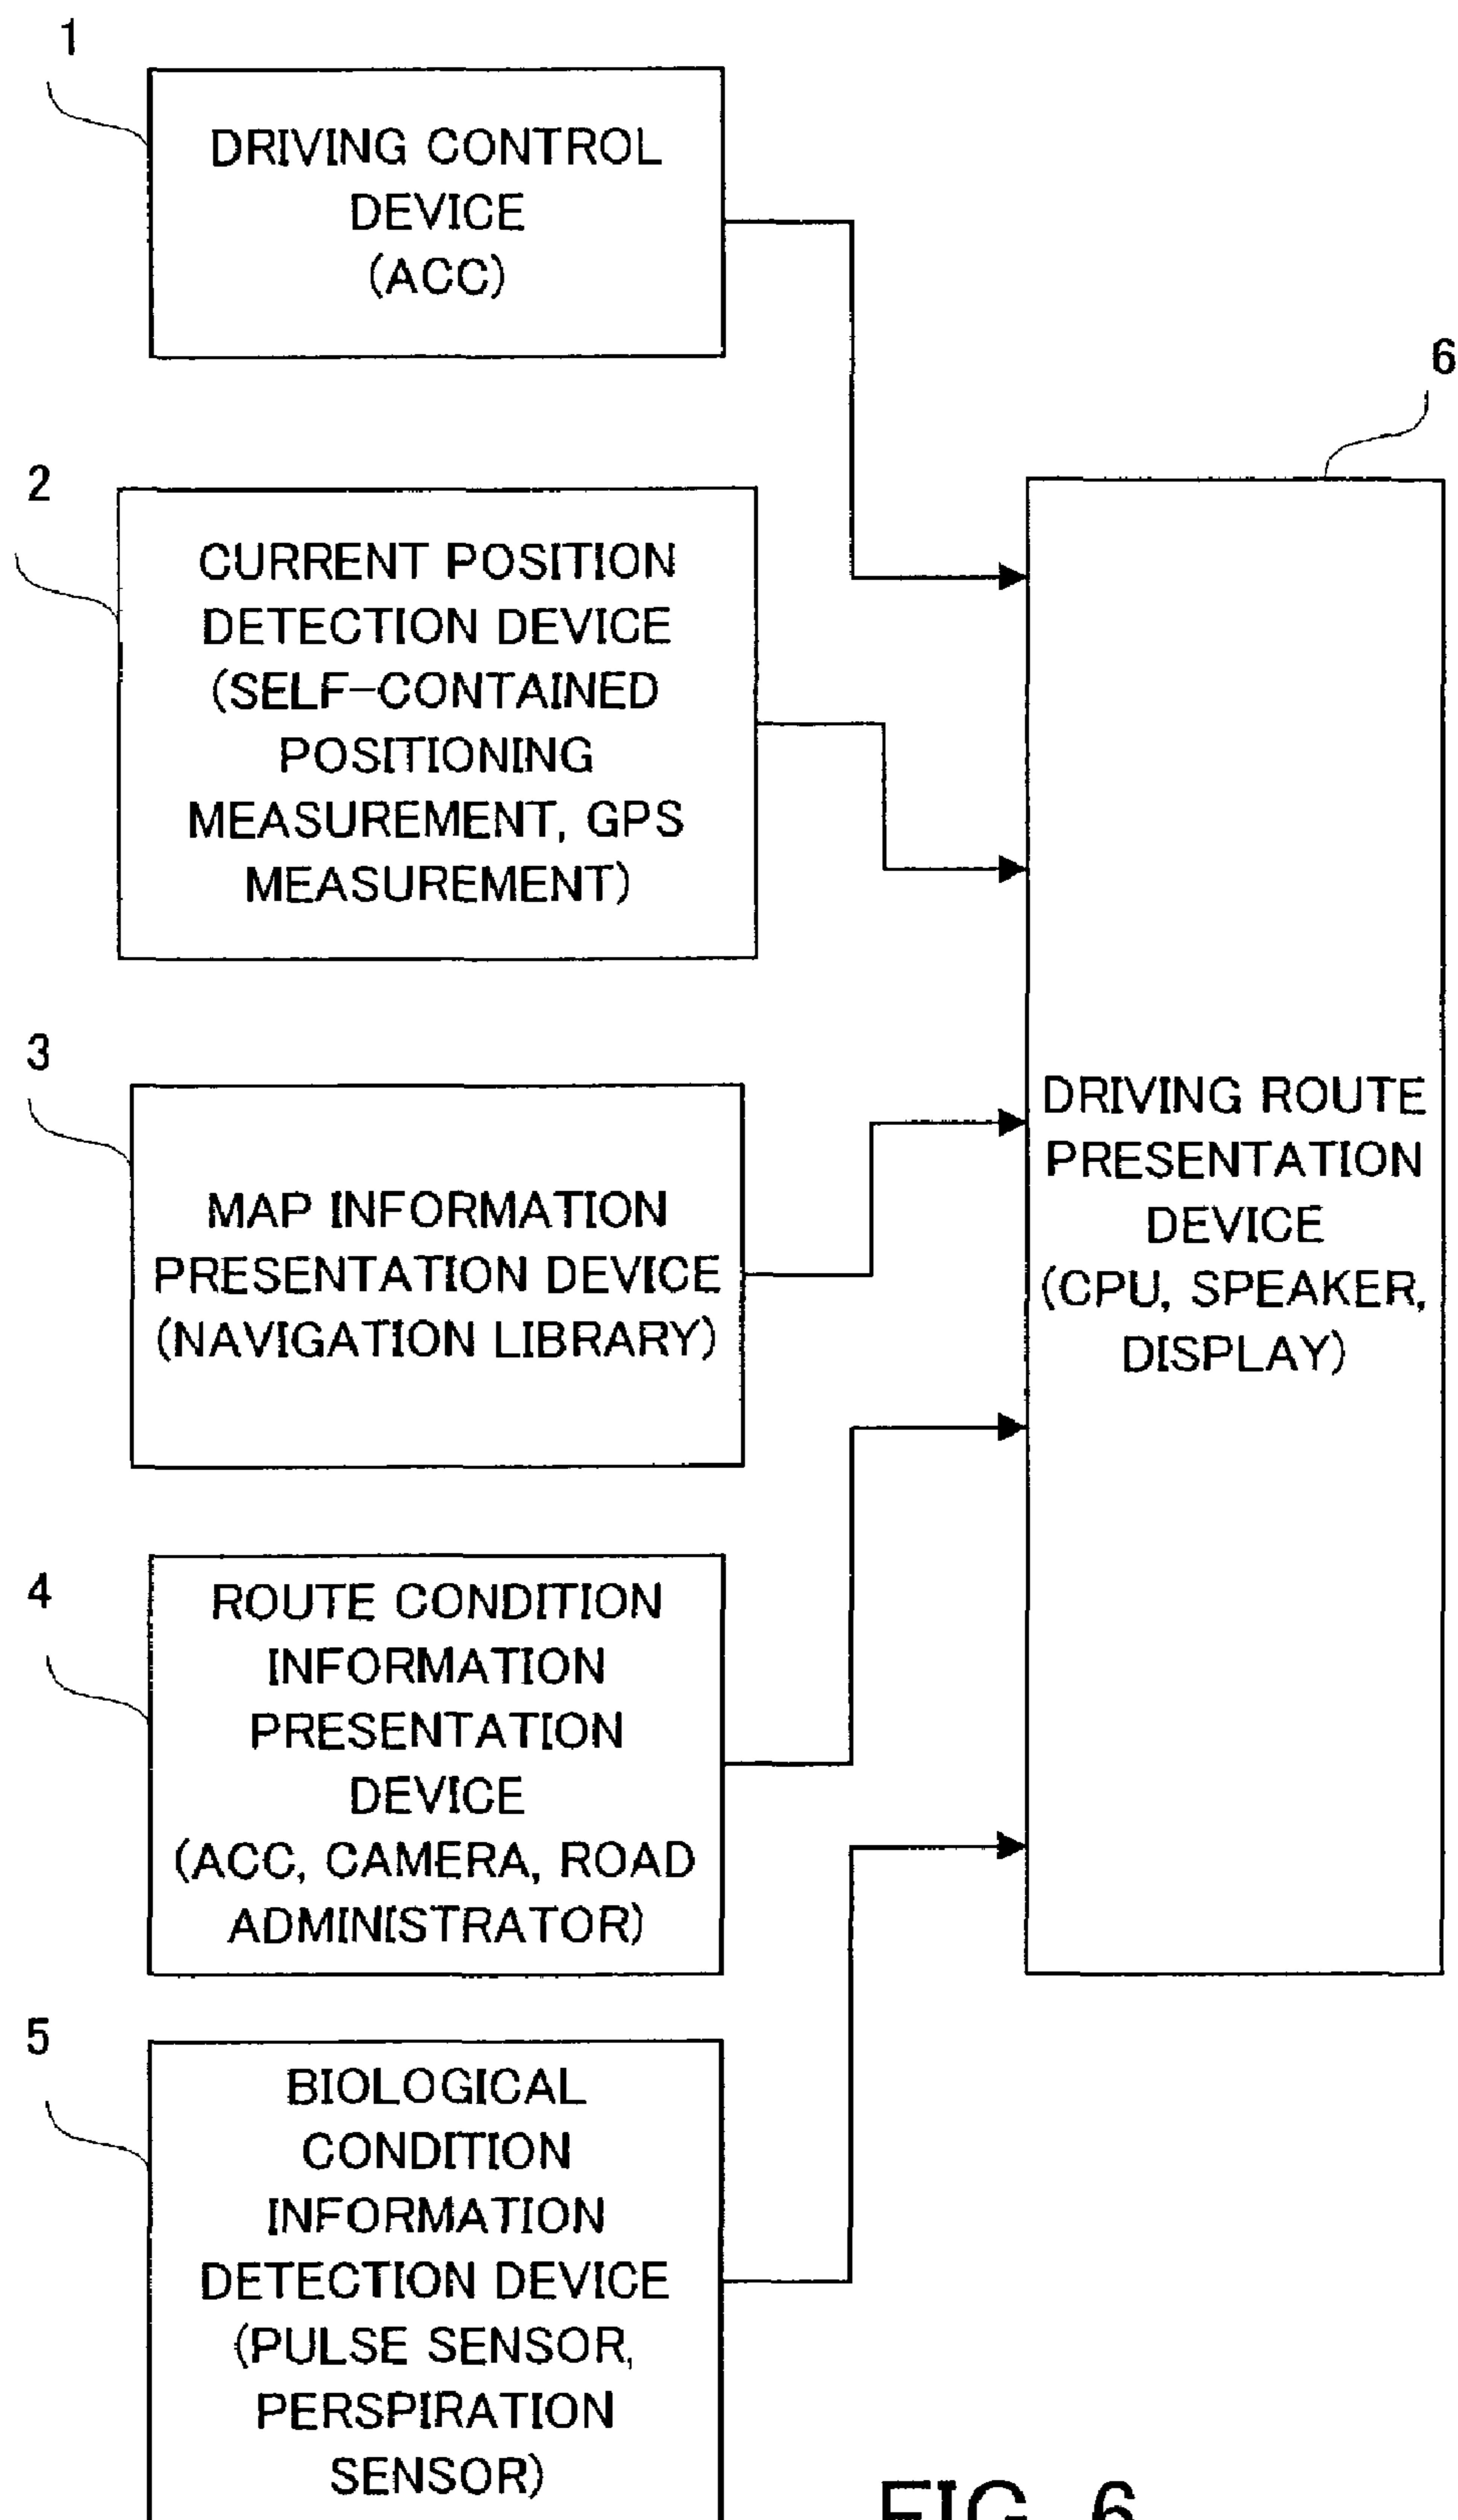 1
DRIVING CONTROL
DEVICE
(ACC)
2
CURRENT POSITION
DETECTION DEVICE
(SELF-CONTAINED
POSITIONING
MEASUREMENT, GPS
MEASUREMENT)
3
MAP INFORMATION
PRESENTATION DEVICE
(NAVIGATION LIBRARY)
4
ROUTE CONDITION
INFORMATION
PRESENTATION
DEVICE
(ACC, CAMERA, ROAD
ADMINISTRATOR)
5
BIOLOGICAL
CONDITION
INFORMATION
DETECTION DEVICE
(PULSE SENSOR,
PERSPIRATION
SENSOR)
6
DRIVING ROUTE
PRESENTATION
DEVICE
(CPU, SPEAKER,
DISPLAY)
FIG. 6